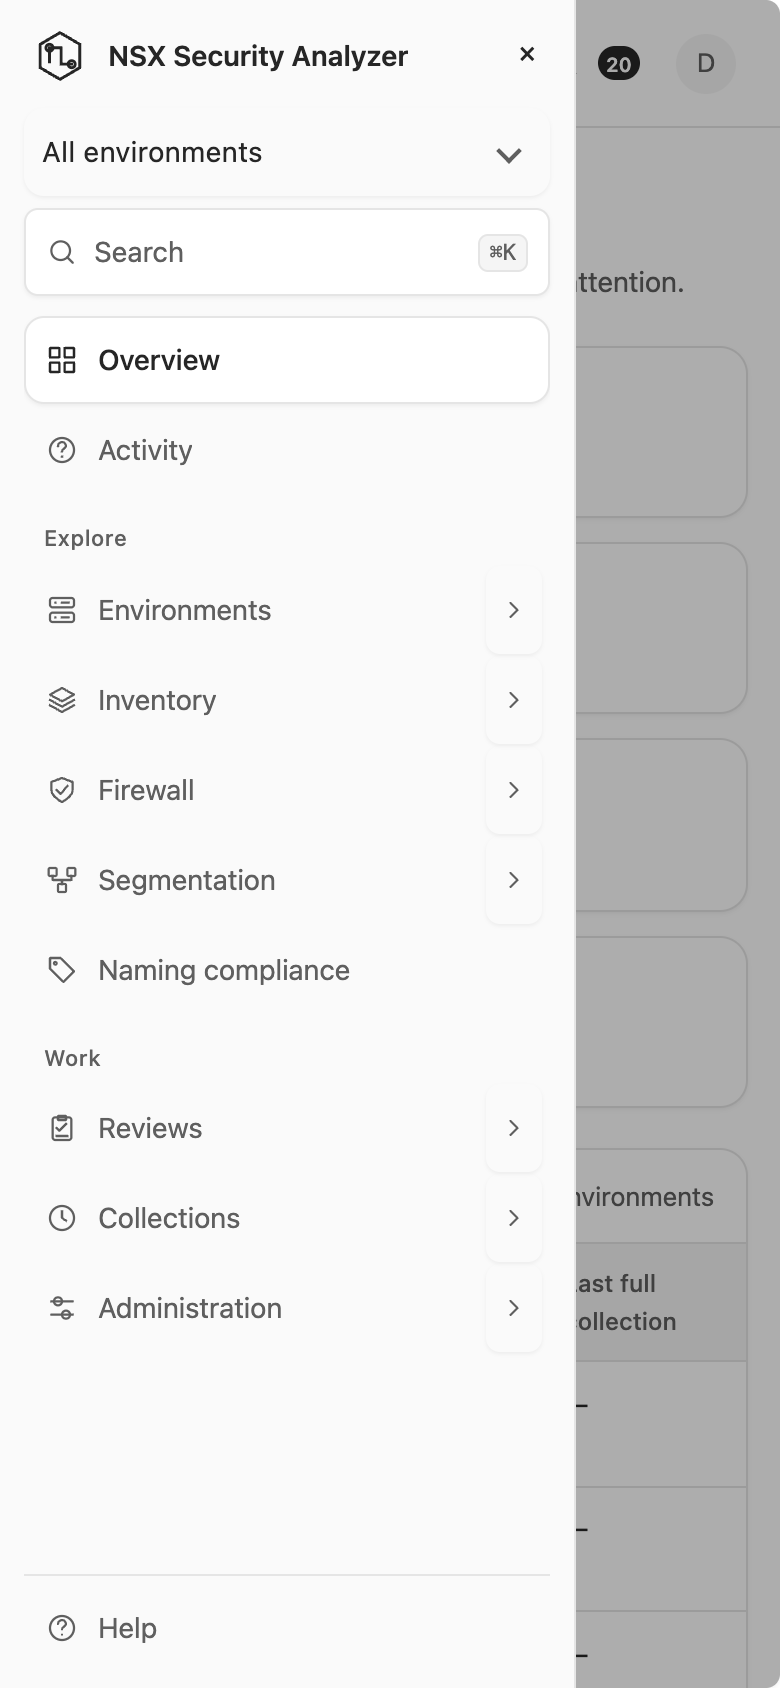 NSX Security Analyzer
20
D
All environments
Search
⌘K
Overview
Activity
Explore
Environments
Inventory
Firewall
Segmentation
Naming compliance
Work
Reviews
Collections
Administration
Help
ttention.
nvironments
ast full
ollection
–
–
–